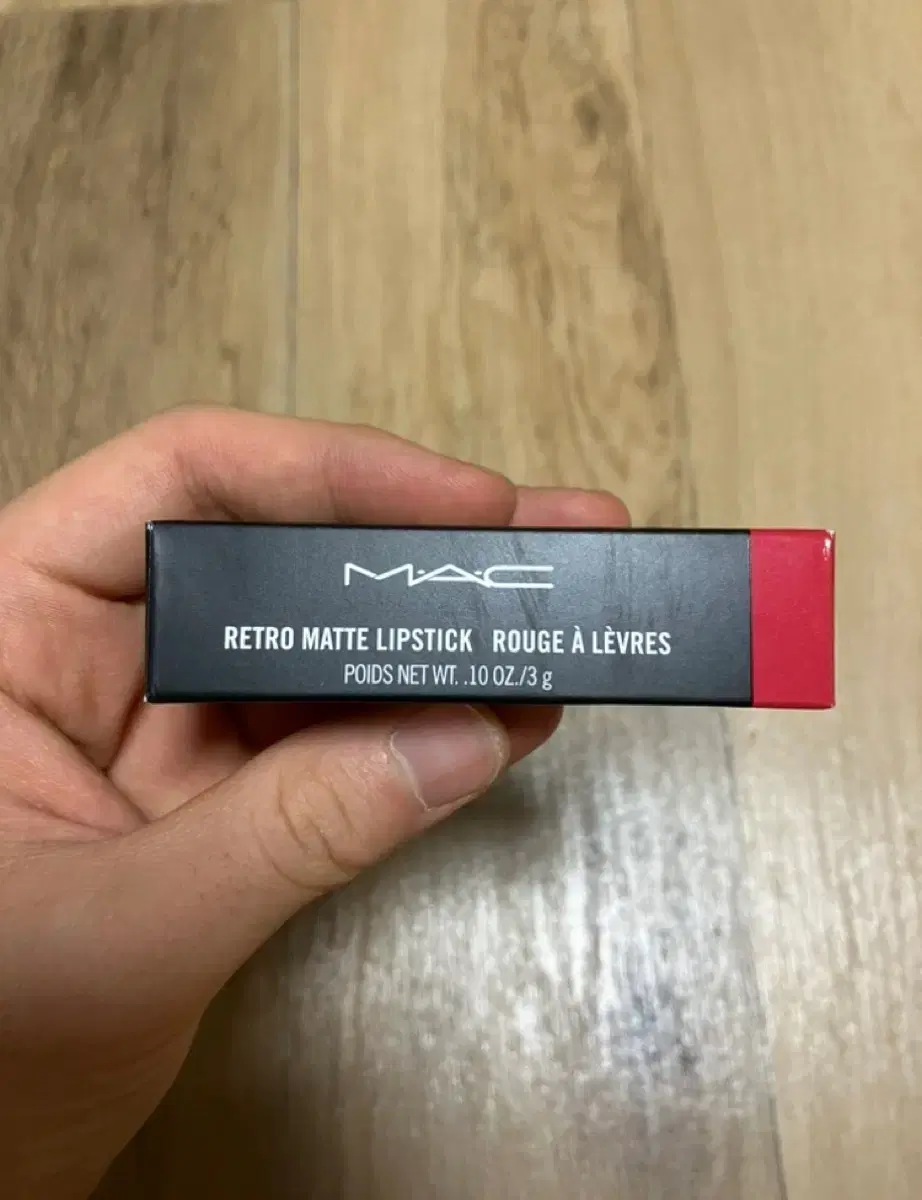 M·A·C
RETRO MATTE LIPSTICK ROUGE À LÈVRES
POIDS NET WT. .10 OZ./3 g